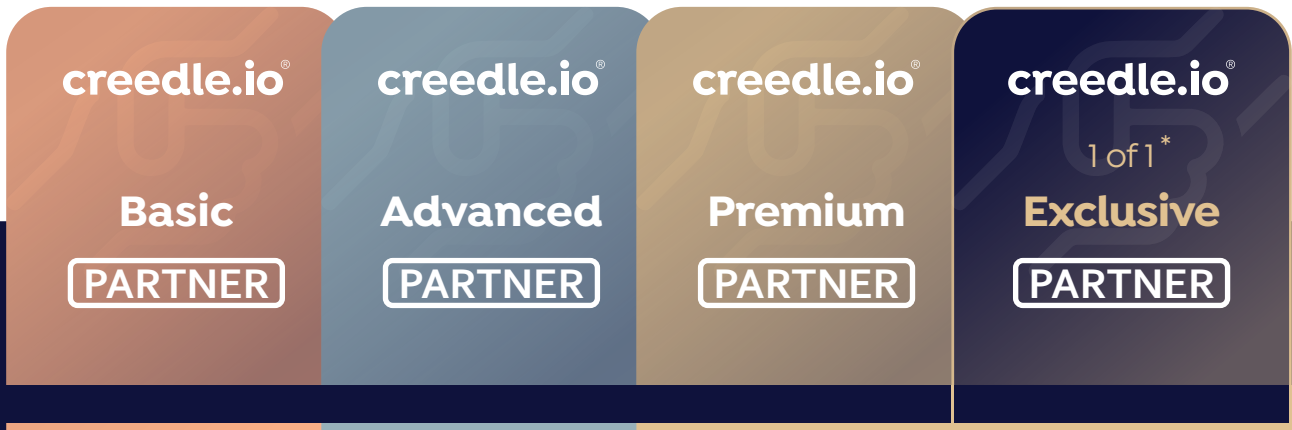 creedle.io®
Basic
PARTNER
creedle.io®
Advanced
PARTNER
creedle.io®
Premium
PARTNER
creedle.io®
1 of 1*
Exclusive
PARTNER